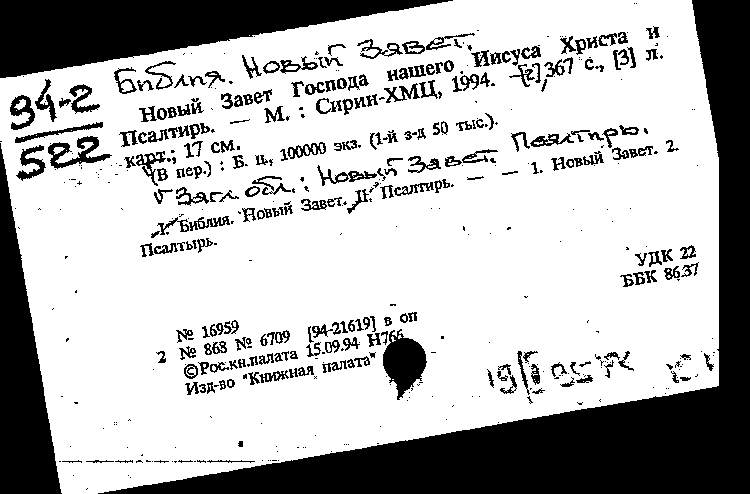 Библия. Новый Завет.
94-2
522
Новый Завет Господа нашего Иисуса Христа и
Псалтирь. — М. : Сирин-ХМЦ, 1994. — [2],367 с., [3] л.
карт.; 17 см.
(В пер.) : Б. ц., 100000 экз. (1-й з-д 50 тыс.).
Загл. обл.: Новый Завет. Псалтирь.
I. Библия. Новый Завет. II. Псалтирь. — — 1. Новый Завет. 2.
Псалтырь.
УДК 22
ББК 86.37
№ 16959
2 № 863 № 6709 [94-21619] в оп
©Рос.кн.палата 15.09.94 Н766
Изд-во "Книжная палата"